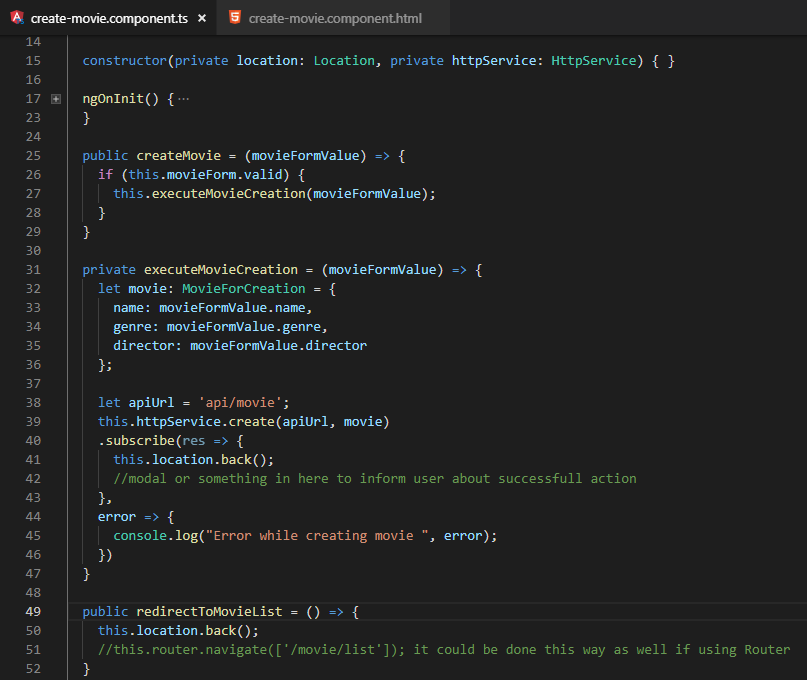 create-movie.component.ts × create-movie.component.html
14
15 constructor(private location: Location, private httpService: HttpService) { }
16
17 ngOnInit() { ···
23 }
24
25 public createMovie = (movieFormValue) => {
26 if (this.movieForm.valid) {
27 this.executeMovieCreation(movieFormValue);
28 }
29 }
30
31 private executeMovieCreation = (movieFormValue) => {
32 let movie: MovieForCreation = {
33 name: movieFormValue.name,
34 genre: movieFormValue.genre,
35 director: movieFormValue.director
36 };
37
38 let apiUrl = 'api/movie';
39 this.httpService.create(apiUrl, movie)
40 .subscribe(res => {
41 this.location.back();
42 //modal or something in here to inform user about successfull action
43 },
44 error => {
45 console.log("Error while creating movie ", error);
46 })
47 }
48
49 public redirectToMovieList = () => {
50 this.location.back();
51 //this.router.navigate(['/movie/list']); it could be done this way as well if using Router
52 }